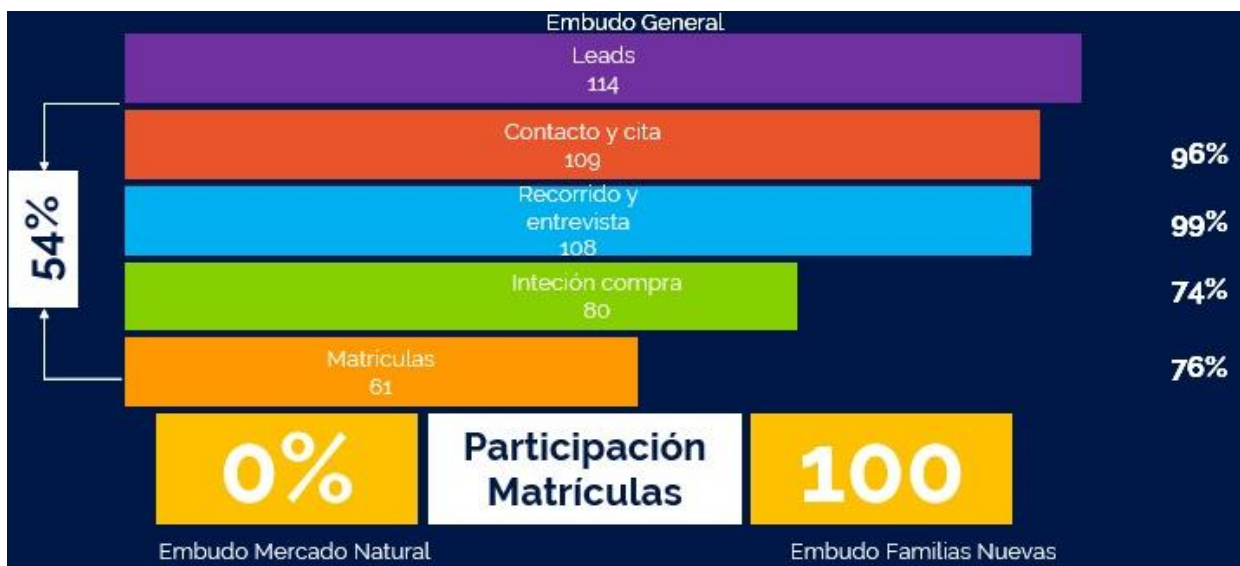 Embudo General
Leads
114
Contacto y cita
109
96%
Recorrido y
entrevista
108
99%
54%
Inteción compra
80
74%
Matriculas
61
76%
0%
Participación
Matrículas
100
Embudo Mercado Natural
Embudo Familias Nuevas